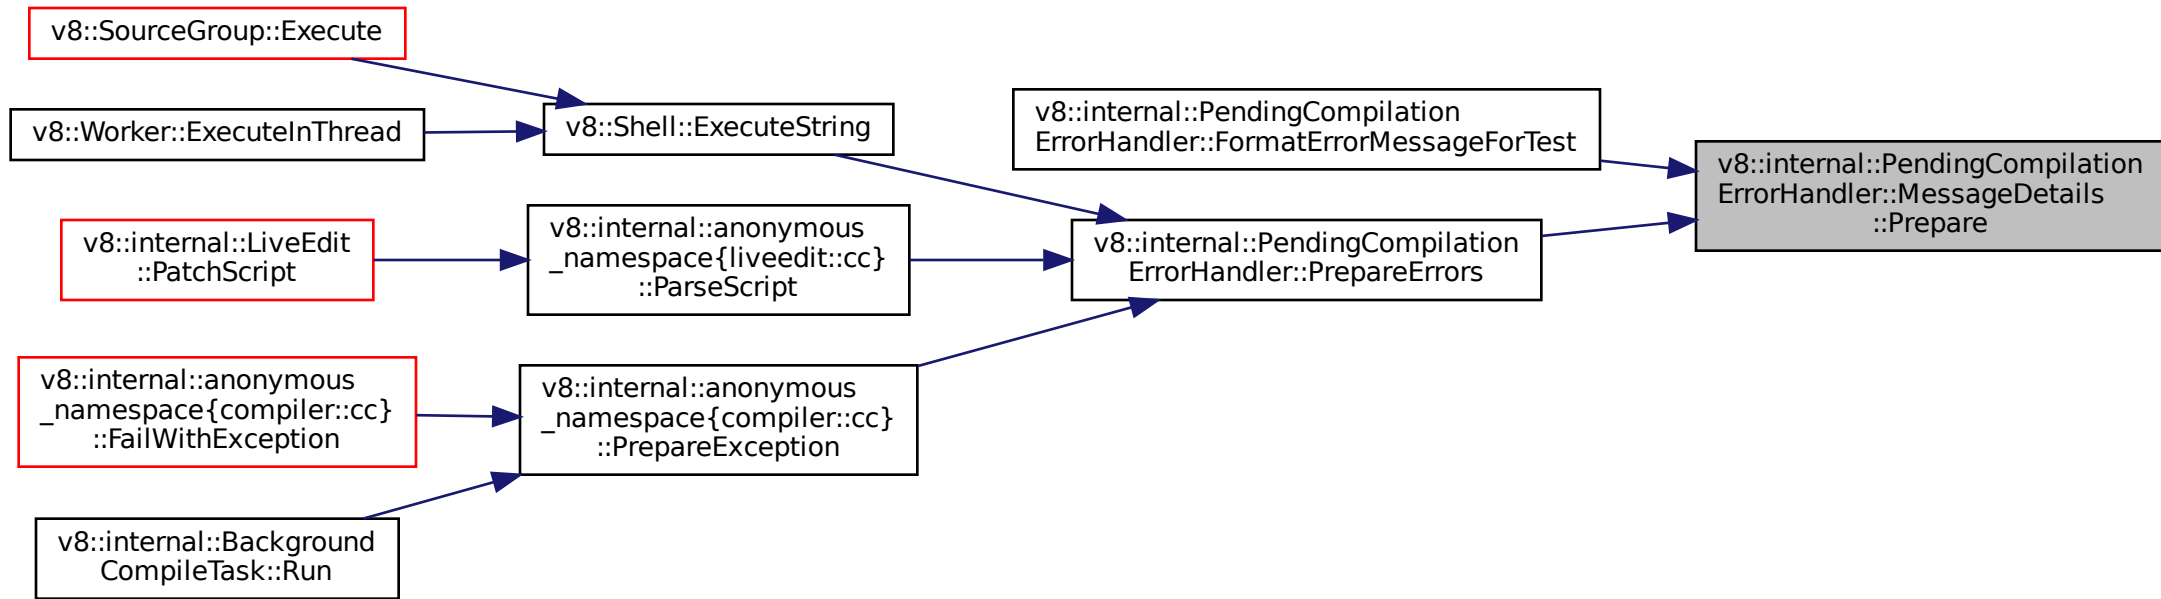 v8::SourceGroup::Execute
v8::Worker::ExecuteInThread
v8::internal::LiveEdit
::PatchScript
v8::internal::anonymous
_namespace{compiler::cc}
::FailWithException
v8::internal::Background
CompileTask::Run
v8::Shell::ExecuteString
v8::internal::anonymous
_namespace{liveedit::cc}
::ParseScript
v8::internal::anonymous
_namespace{compiler::cc}
::PrepareException
v8::internal::PendingCompilation
ErrorHandler::FormatErrorMessageForTest
v8::internal::PendingCompilation
ErrorHandler::PrepareErrors
v8::internal::PendingCompilation
ErrorHandler::MessageDetails
::Prepare